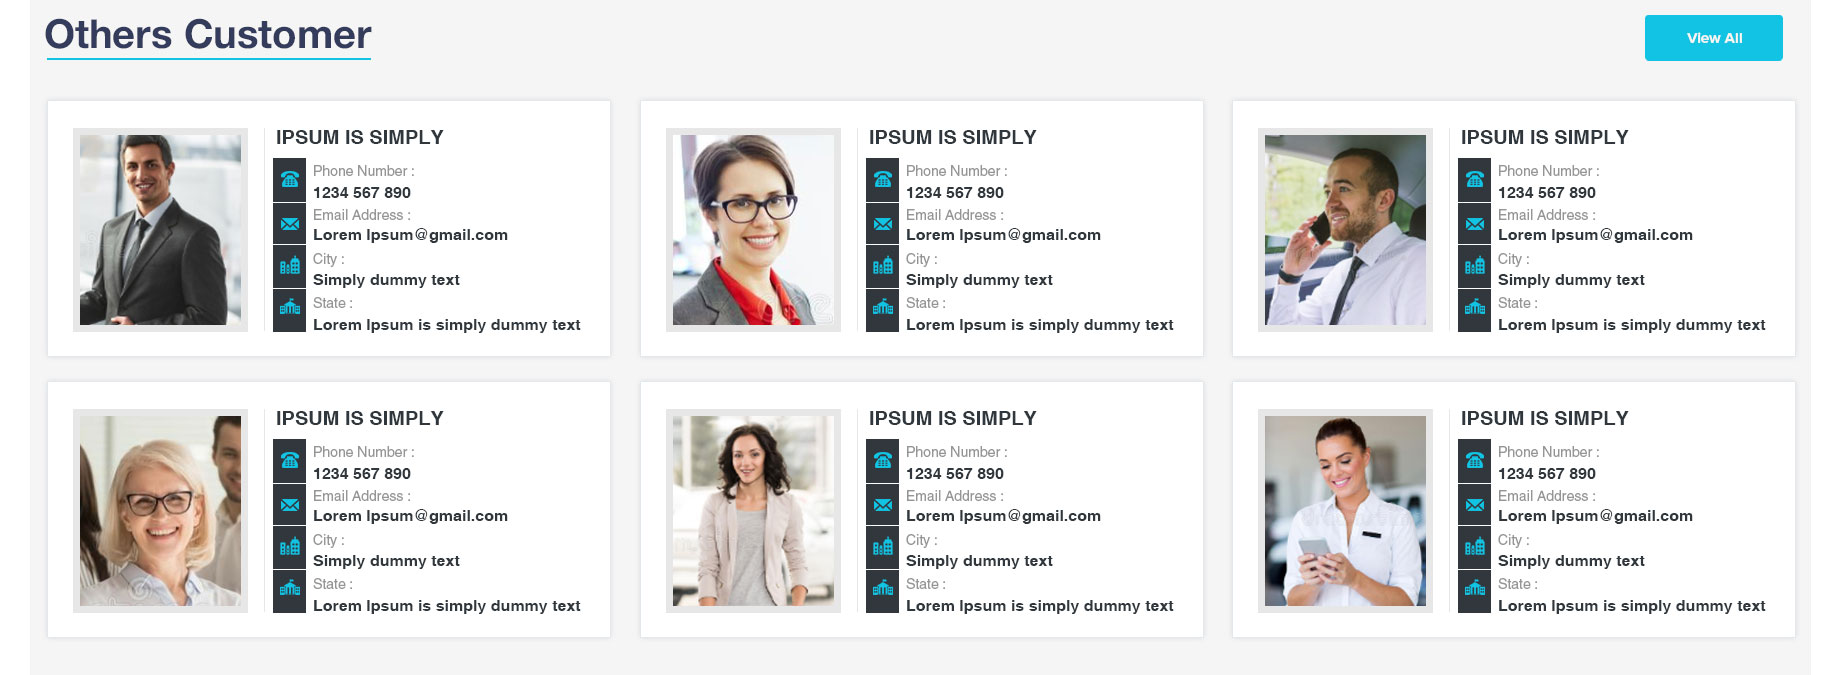 Others Customer
View All
IPSUM IS SIMPLY
Phone Number :
1234 567 890
Email Address :
Lorem Ipsum@gmail.com
City :
Simply dummy text
State :
Lorem Ipsum is simply dummy text
IPSUM IS SIMPLY
Phone Number :
1234 567 890
Email Address :
Lorem Ipsum@gmail.com
City :
Simply dummy text
State :
Lorem Ipsum is simply dummy text
IPSUM IS SIMPLY
Phone Number :
1234 567 890
Email Address :
Lorem Ipsum@gmail.com
City :
Simply dummy text
State :
Lorem Ipsum is simply dummy text
IPSUM IS SIMPLY
Phone Number :
1234 567 890
Email Address :
Lorem Ipsum@gmail.com
City :
Simply dummy text
State :
Lorem Ipsum is simply dummy text
IPSUM IS SIMPLY
Phone Number :
1234 567 890
Email Address :
Lorem Ipsum@gmail.com
City :
Simply dummy text
State :
Lorem Ipsum is simply dummy text
IPSUM IS SIMPLY
Phone Number :
1234 567 890
Email Address :
Lorem Ipsum@gmail.com
City :
Simply dummy text
State :
Lorem Ipsum is simply dummy text